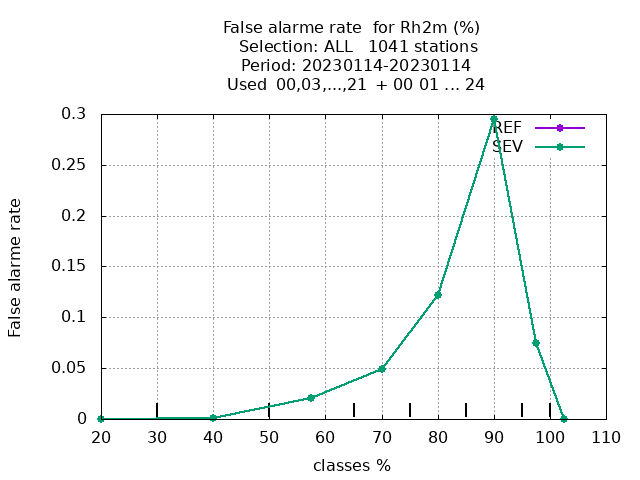 False alarme rate  for Rh2m (%)
Selection: ALL   1041 stations
Period: 20230114-20230114
Used  00,03,...,21  + 00 01 ... 24
REF
SEV
False alarme rate
0.3
0.25
0.2
0.15
0.1
0.05
0
20 30 40 50 60 70 80 90 100 110
classes %